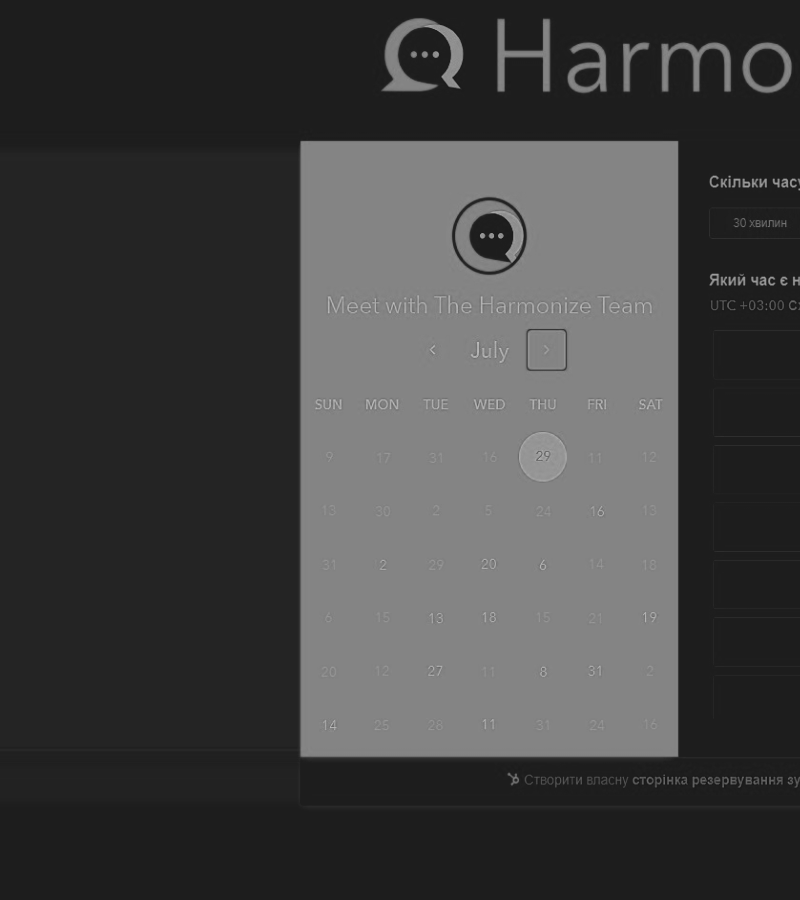 Harmo
Meet with The Harmonize Team
July
SUN MON TUE WED THU FRI SAT
9 17 31 16 29 11 12
13 30 2 5 24 16 13
31 2 29 20 6 14 18
6 15 13 18 15 21 19
20 12 27 11 8 31 2
14 25 28 11 31 24 16
Скільки часу
30 хвилин
Який час є н
UTC +03:00
Створити власну сторінка резервування зу